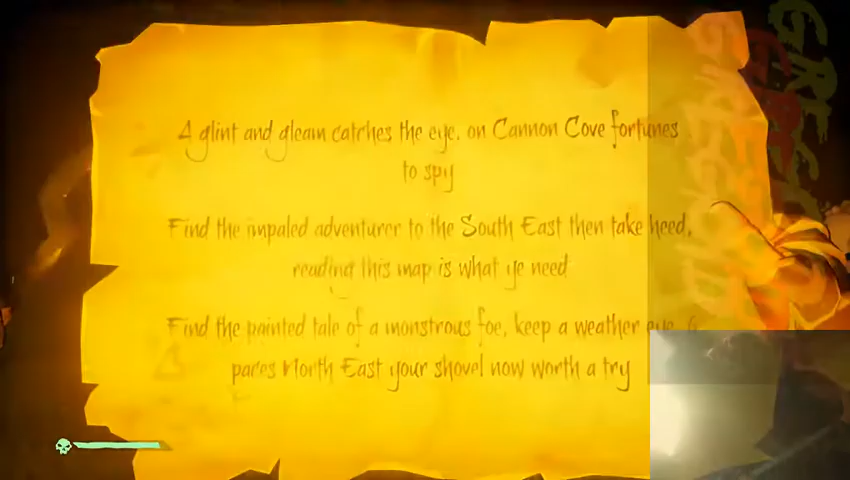 A glint and gleam catches the eye, on Cannon Cove fortunes
to spy
Find the impaled adventurer to the South East then take heed,
reading this map is what ye need
Find the painted tale of a monstrous foe, keep a weather eye, 6
paces North East your shovel now worth a try